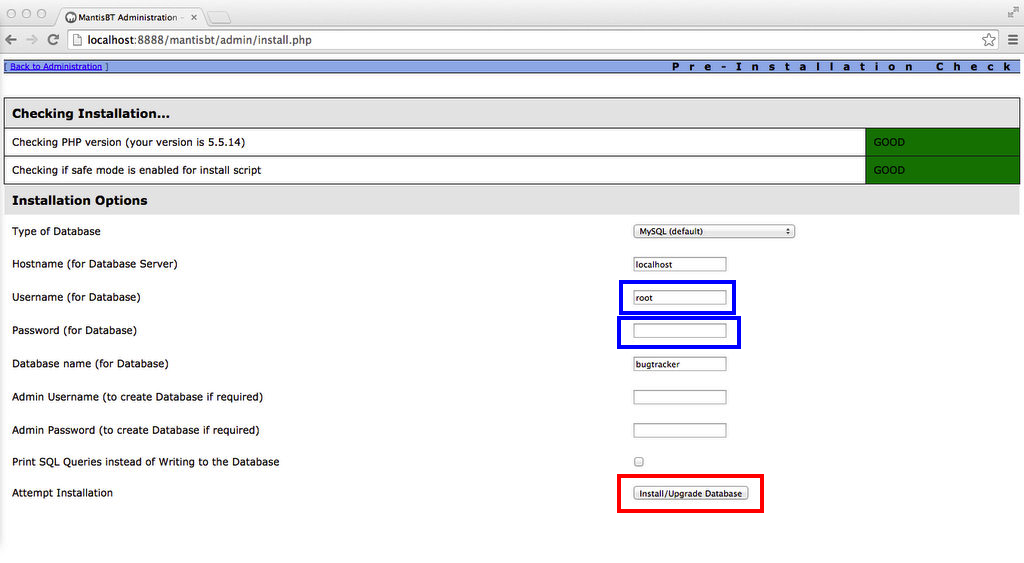 MantisBT Administration -
localhost:8888/mantisbt/admin/install.php
[ Back to Administration ]
Pre-Installation Check
Checking Installation...
Checking PHP version (your version is 5.5.14)
GOOD
Checking if safe mode is enabled for install script
GOOD
Installation Options
Type of Database
MySQL (default)
Hostname (for Database Server)
localhost
Username (for Database)
root
Password (for Database)
Database name (for Database)
bugtracker
Admin Username (to create Database if required)
Admin Password (to create Database if required)
Print SQL Queries instead of Writing to the Database
Attempt Installation
Install/Upgrade Database